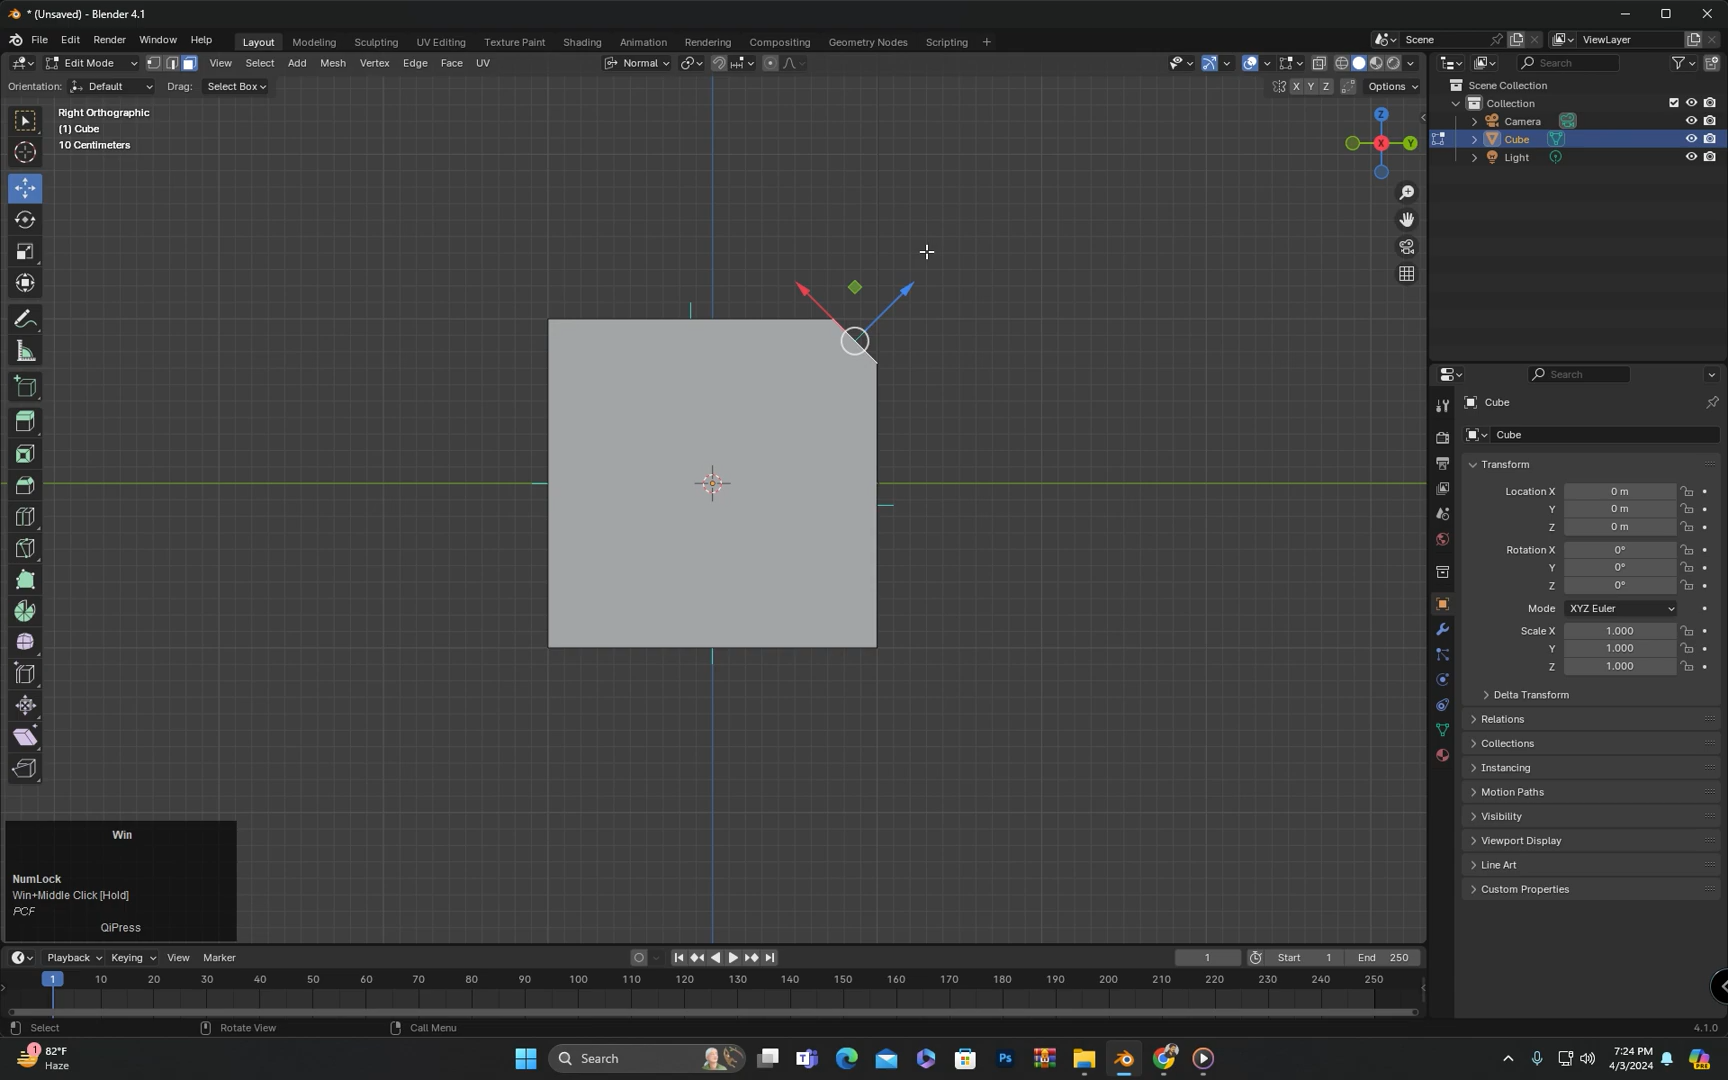 * (Unsaved) - Blender 4.1
File Edit Render Window Help
Layout Modeling Sculpting UV Editing Texture Paint Shading Animation Rendering Compositing Geometry Nodes Scripting +
Scene
ViewLayer
Edit Mode
View Select Add Mesh Vertex Edge Face UV
Normal
Search
Orientation: Default Drag: Select Box
X Y Z Options
Scene Collection
Collection
Camera
Cube
Light
Right Orthographic
(1) Cube
10 Centimeters
Z
X
Y
Search
Cube
Cube
Transform
Location X 0 m
Y 0 m
Z 0 m
Rotation X 0°
Y 0°
Z 0°
Mode XYZ Euler
Scale X 1.000
Y 1.000
Z 1.000
Delta Transform
Relations
Collections
Instancing
Motion Paths
Visibility
Viewport Display
Line Art
Custom Properties
Win
NumLock
Win+Middle Click [Hold]
PCF
QiPress
Playback Keying View Marker
1 Start 1 End 250
1 10 20 30 40 50 60 70 80 90 100 110 120 130 140 150 160 170 180 190 200 210 220 230 240 250
Select Rotate View Call Menu
4.1.0
1
82°F
Haze
Search
Ps
PRE
7:24 PM
4/3/2024